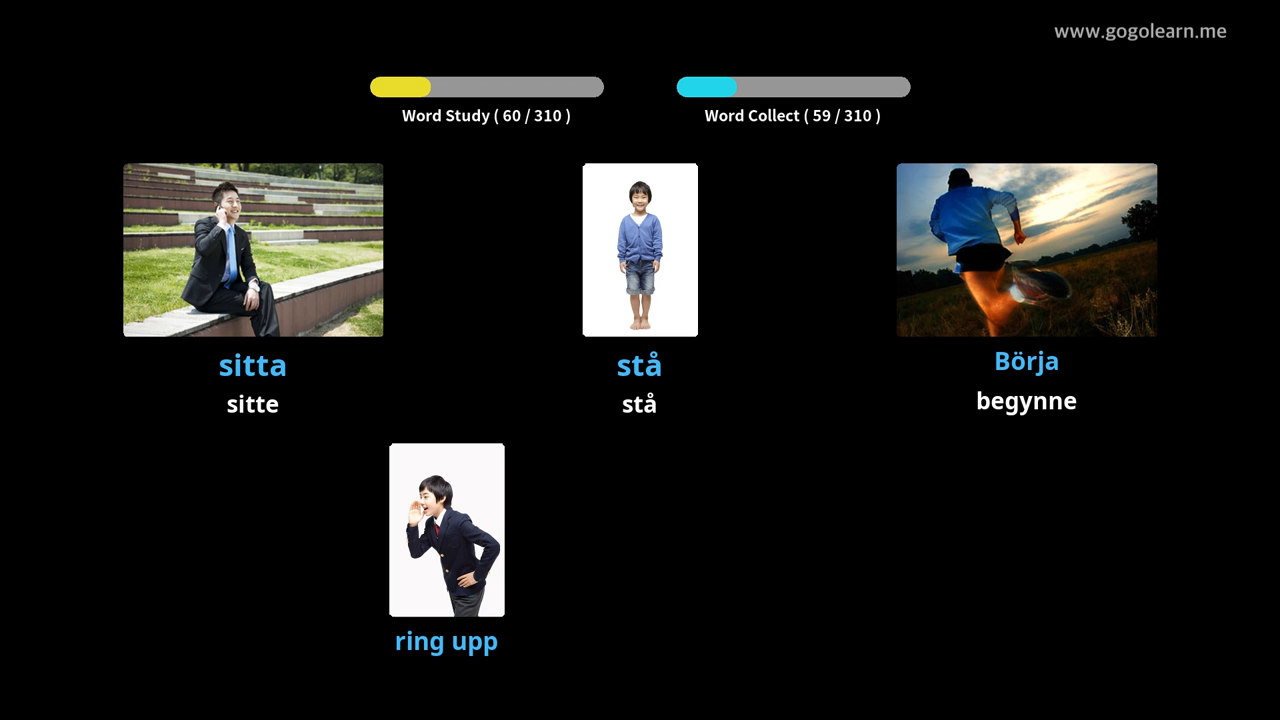 www.gogolearn.me
Word Study ( 60 / 310 )
Word Collect ( 59 / 310 )
sitta
sitte
stå
stå
Börja
begynne
ring upp